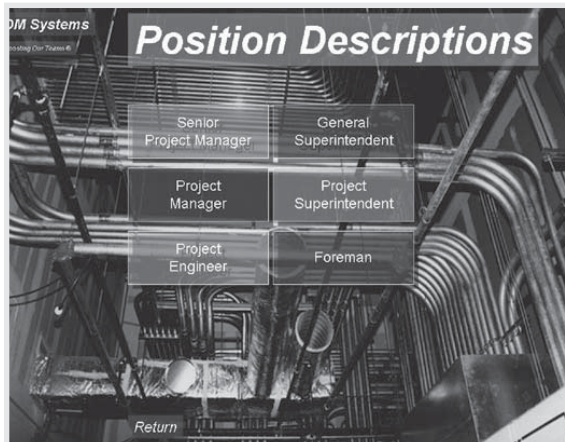 DM Systems
Position Descriptions
Senior
Project Manager
General
Superintendent
Project
Manager
Project
Superintendent
Project
Engineer
Foreman
Return